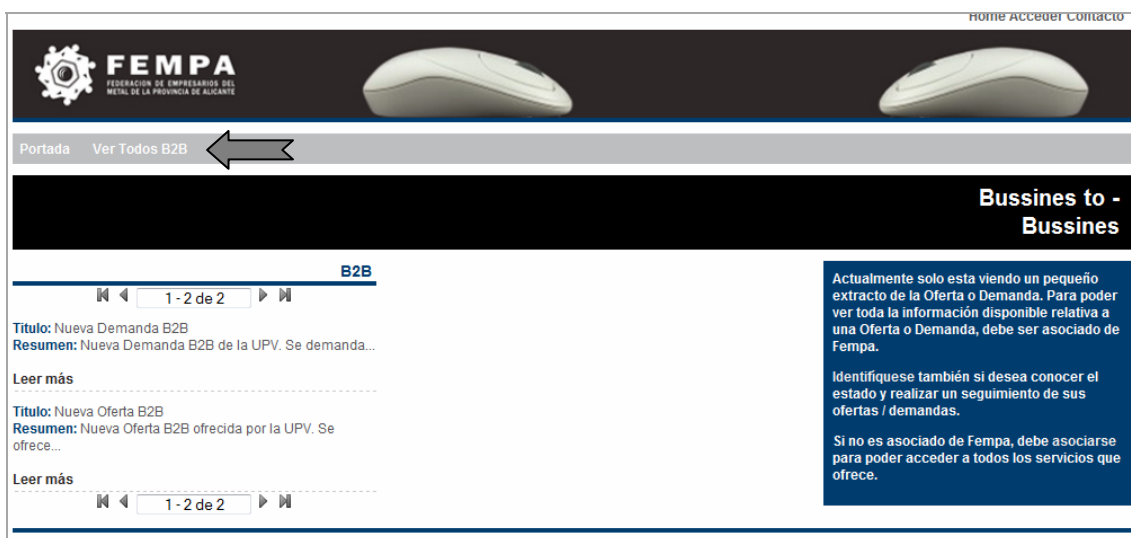 Home Acceder Contacto
FEMPA
FEDERACION DE EMPRESARIOS DEL
METAL DE LA PROVINCIA DE ALICANTE
Portada Ver Todos B2B
Bussines to -
Bussines
B2B
1 - 2 de 2
Titulo: Nueva Demanda B2B
Resumen: Nueva Demanda B2B de la UPV. Se demanda...
Leer más
Titulo: Nueva Oferta B2B
Resumen: Nueva Oferta B2B ofrecida por la UPV. Se
ofrece...
Leer más
1 - 2 de 2
Actualmente solo esta viendo un pequeño
extracto de la Oferta o Demanda. Para poder
ver toda la información disponible relativa a
una Oferta o Demanda, debe ser asociado de
Fempa.
Identifiquese también si desea conocer el
estado y realizar un seguimiento de sus
ofertas / demandas.
Si no es asociado de Fempa, debe asociarse
para poder acceder a todos los servicios que
ofrece.